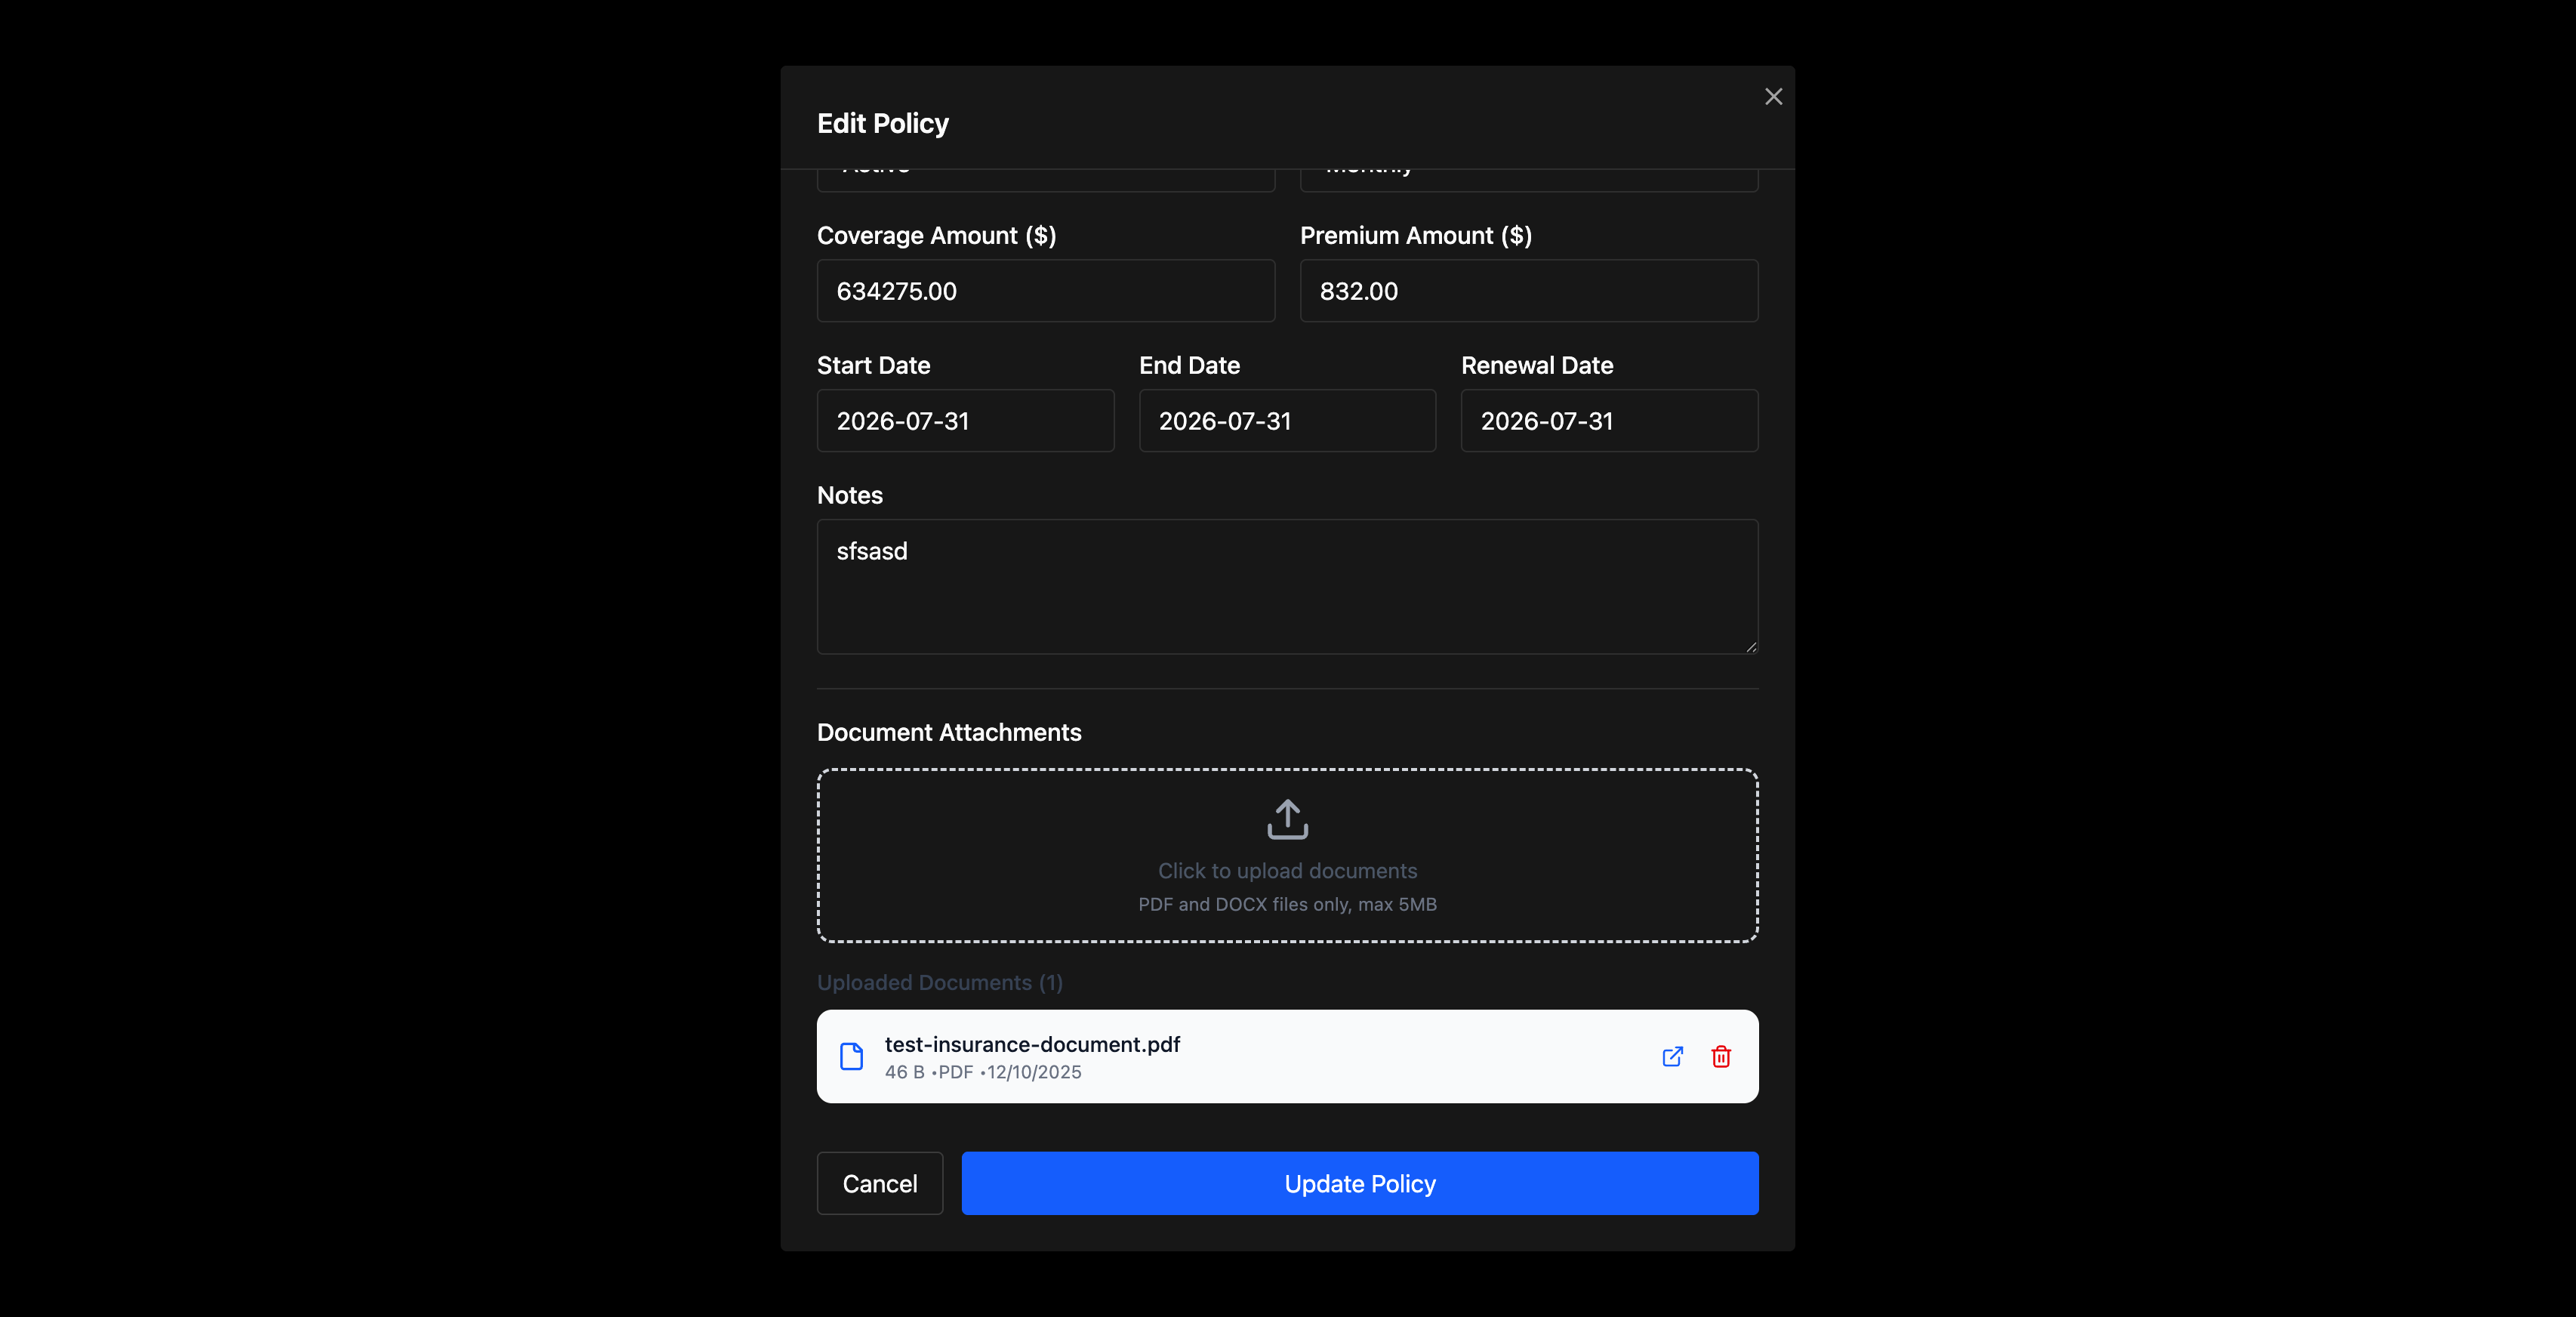 Edit Policy
Active Monthly
Coverage Amount ($) Premium Amount ($)
634275.00 832.00
Start Date End Date Renewal Date
2026-07-31 2026-07-31 2026-07-31
Notes
sfsasd
Document Attachments
Click to upload documents
PDF and DOCX files only, max 5MB
Uploaded Documents (1)
test-insurance-document.pdf
46 B •PDF •12/10/2025
Cancel Update Policy